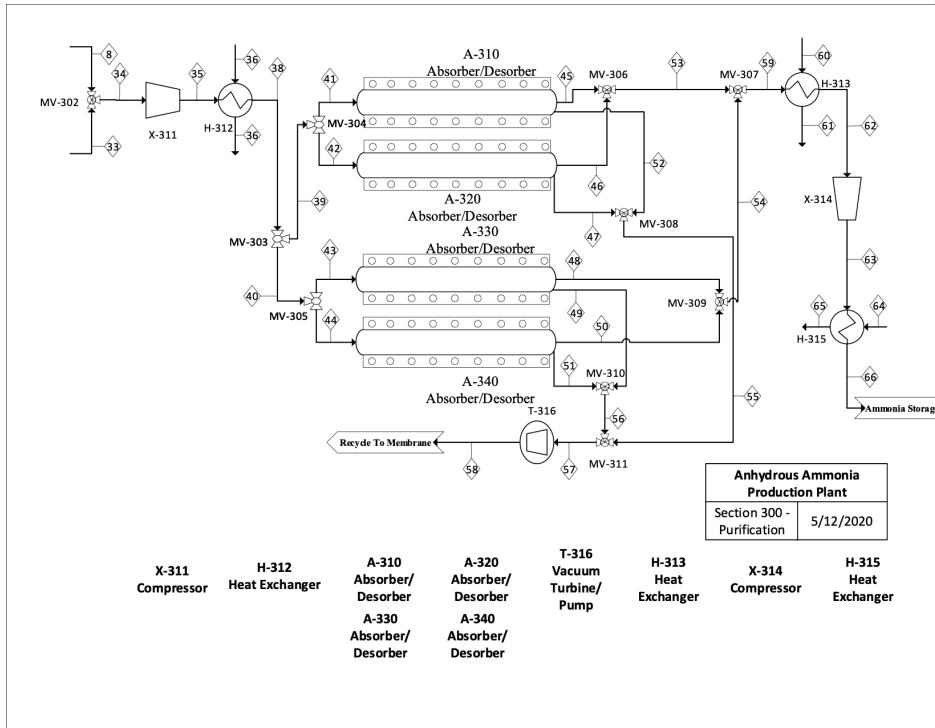 8
34
35
36
38
MV-302
X-311
H-312
33
36
39
MV-303
40
41
A-310
Absorber/Desorber
45
MV-306
53
MV-307
59
60
H-313
MV-304
42
52
61
62
46
A-320
Absorber/Desorber
47
MV-308
54
X-314
A-330
Absorber/Desorber
43
48
63
MV-305
49
MV-309
44
50
65
64
H-315
51
MV-310
66
A-340
Absorber/Desorber
55
56
Ammonia Storag
T-316
Recycle To Membrane
58
57
MV-311
Anhydrous Ammonia
Production Plant
Section 300 -
Purification
5/12/2020
X-311
Compressor
H-312
Heat Exchanger
A-310
Absorber/
Desorber
A-320
Absorber/
Desorber
T-316
Vacuum
Turbine/
Pump
H-313
Heat
Exchanger
X-314
Compressor
H-315
Heat
Exchanger
A-330
Absorber/
Desorber
A-340
Absorber/
Desorber